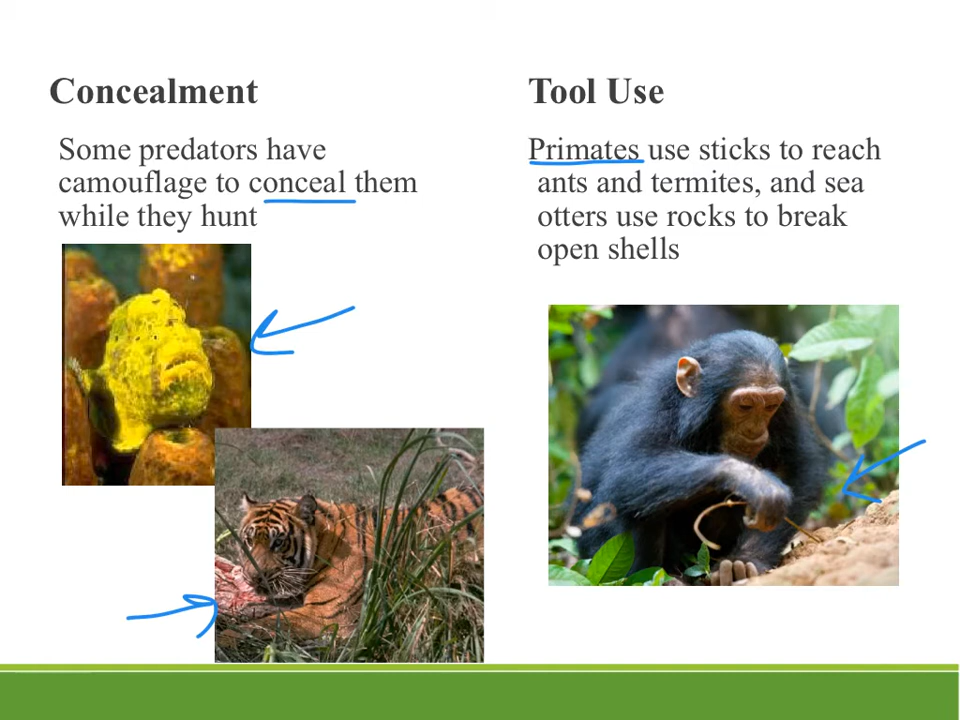 Concealment
Some predators have
camouflage to conceal them
while they hunt
Tool Use
Primates use sticks to reach
ants and termites, and sea
otters use rocks to break
open shells